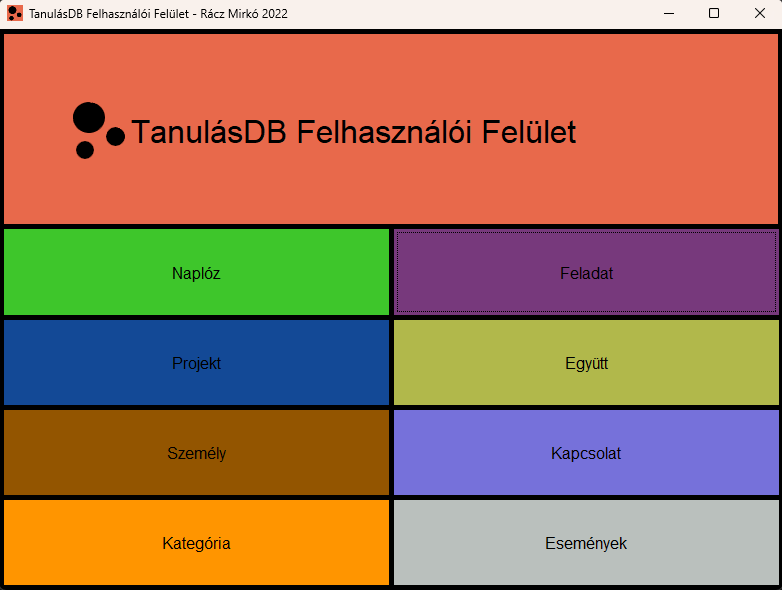 TanulásDB Felhasználói Felület - Rácz Mirkó 2022
TanulásDB Felhasználói Felület
Naplóz
Feladat
Projekt
Együtt
Személy
Kapcsolat
Kategória
Események